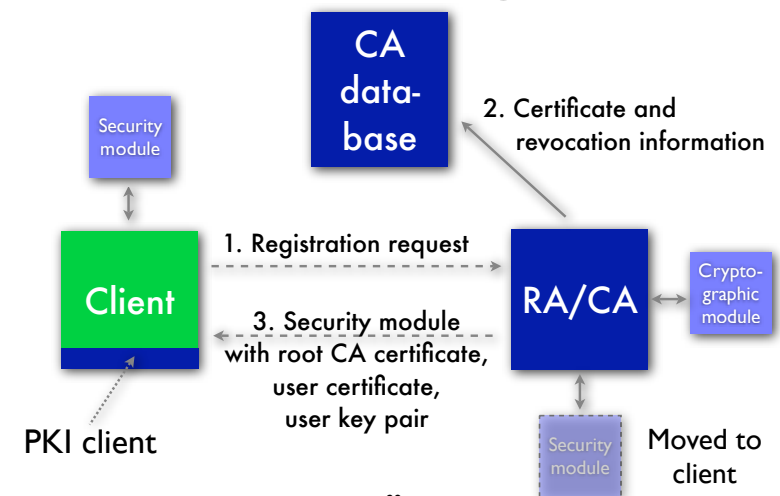 CA
data-
base
2. Certificate and
revocation information
Security
module
1. Registration request
Client
RA/CA
Crypto-
graphic
module
3. Security module
with root CA certificate,
user certificate,
user key pair
PKI client
Security
module
Moved to
client